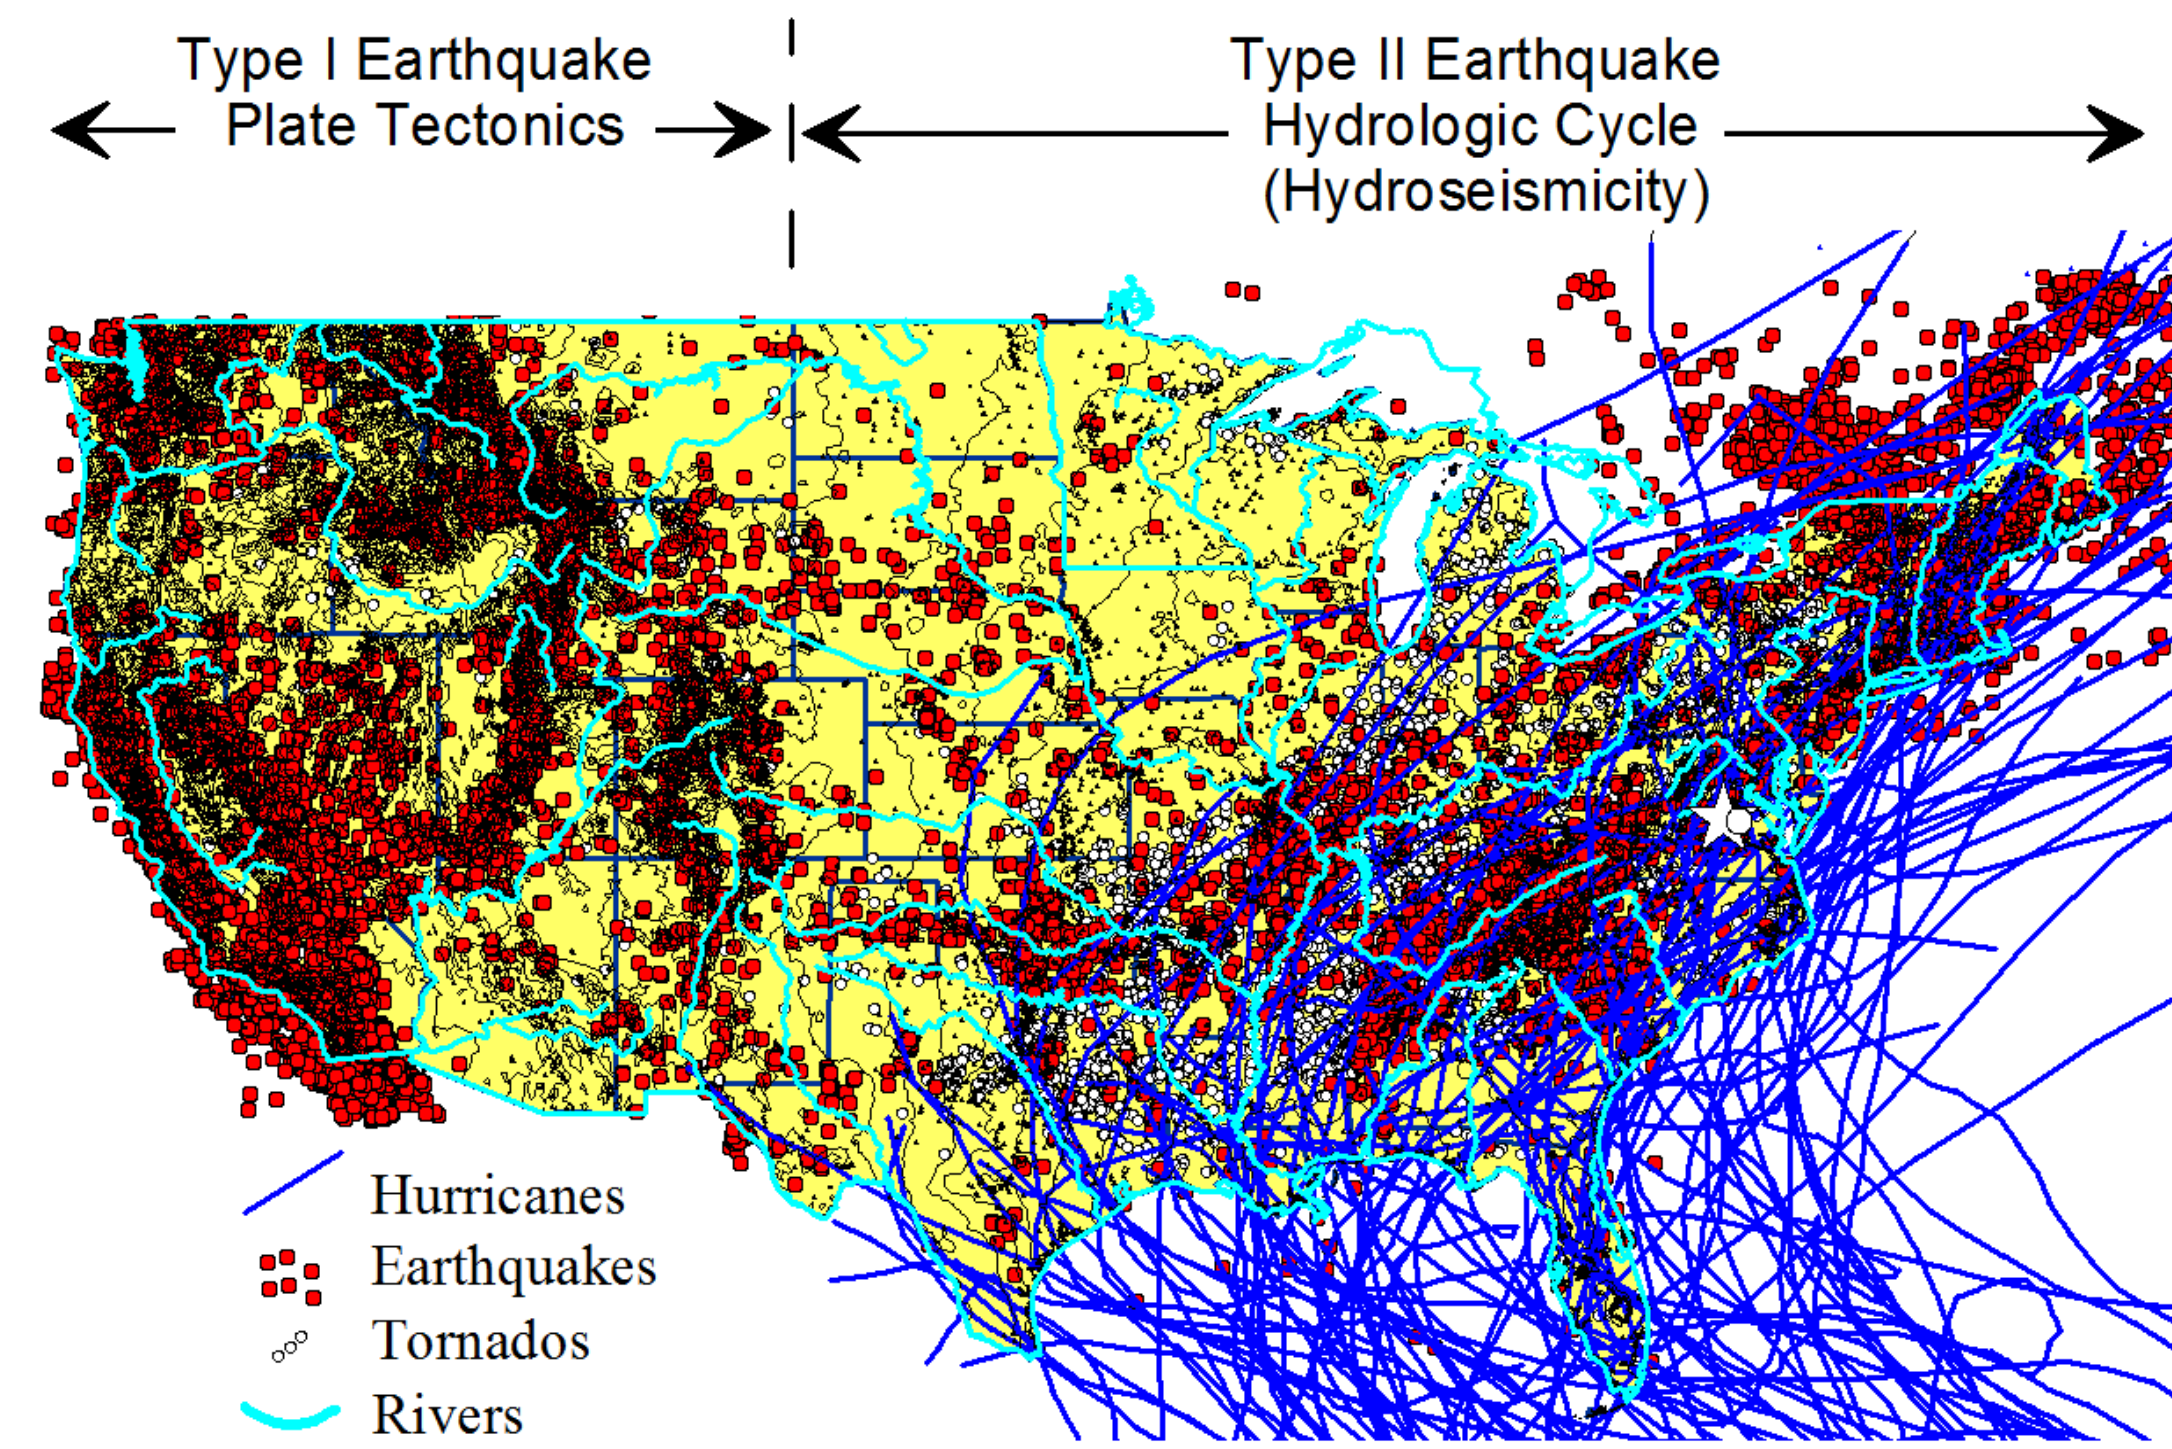 Type I Earthquake
Plate Tectonics
Type II Earthquake
Hydrologic Cycle
(Hydroseismicity)
Hurricanes
Earthquakes
Tornados
Rivers